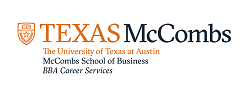 TEXAS McCombs
The University of Texas at Austin
McCombs School of Business
BBA Career Services